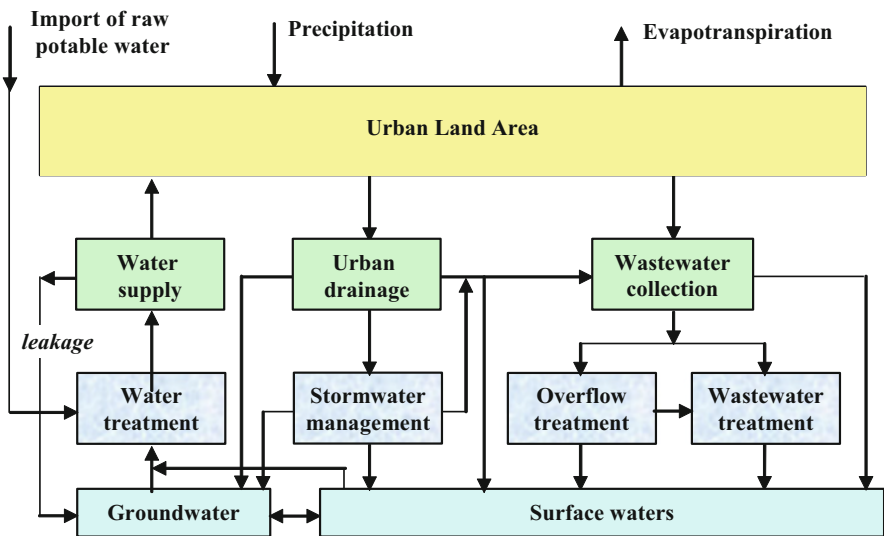 Import of raw
potable water
Precipitation
Evapotranspiration
Urban Land Area
Water
supply
Urban
drainage
Wastewater
collection
leakage
Water
treatment
Stormwater
management
Overflow
treatment
Wastewater
treatment
Groundwater
Surface waters